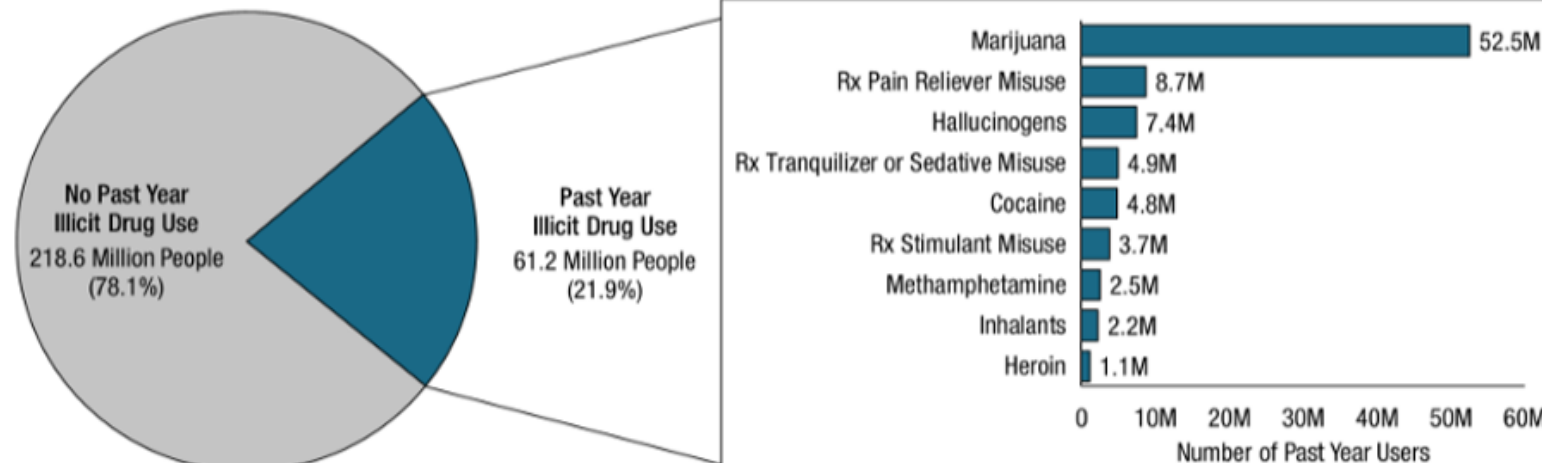 No Past Year
Illicit Drug Use
218.6 Million People
(78.1%)
Past Year
Illicit Drug Use
61.2 Million People
(21.9%)
Marijuana 52.5M
Rx Pain Reliever Misuse 8.7M
Hallucinogens 7.4M
Rx Tranquilizer or Sedative Misuse 4.9M
Cocaine 4.8M
Rx Stimulant Misuse 3.7M
Methamphetamine 2.5M
Inhalants 2.2M
Heroin 1.1M
0 10M 20M 30M 40M 50M 60M
Number of Past Year Users